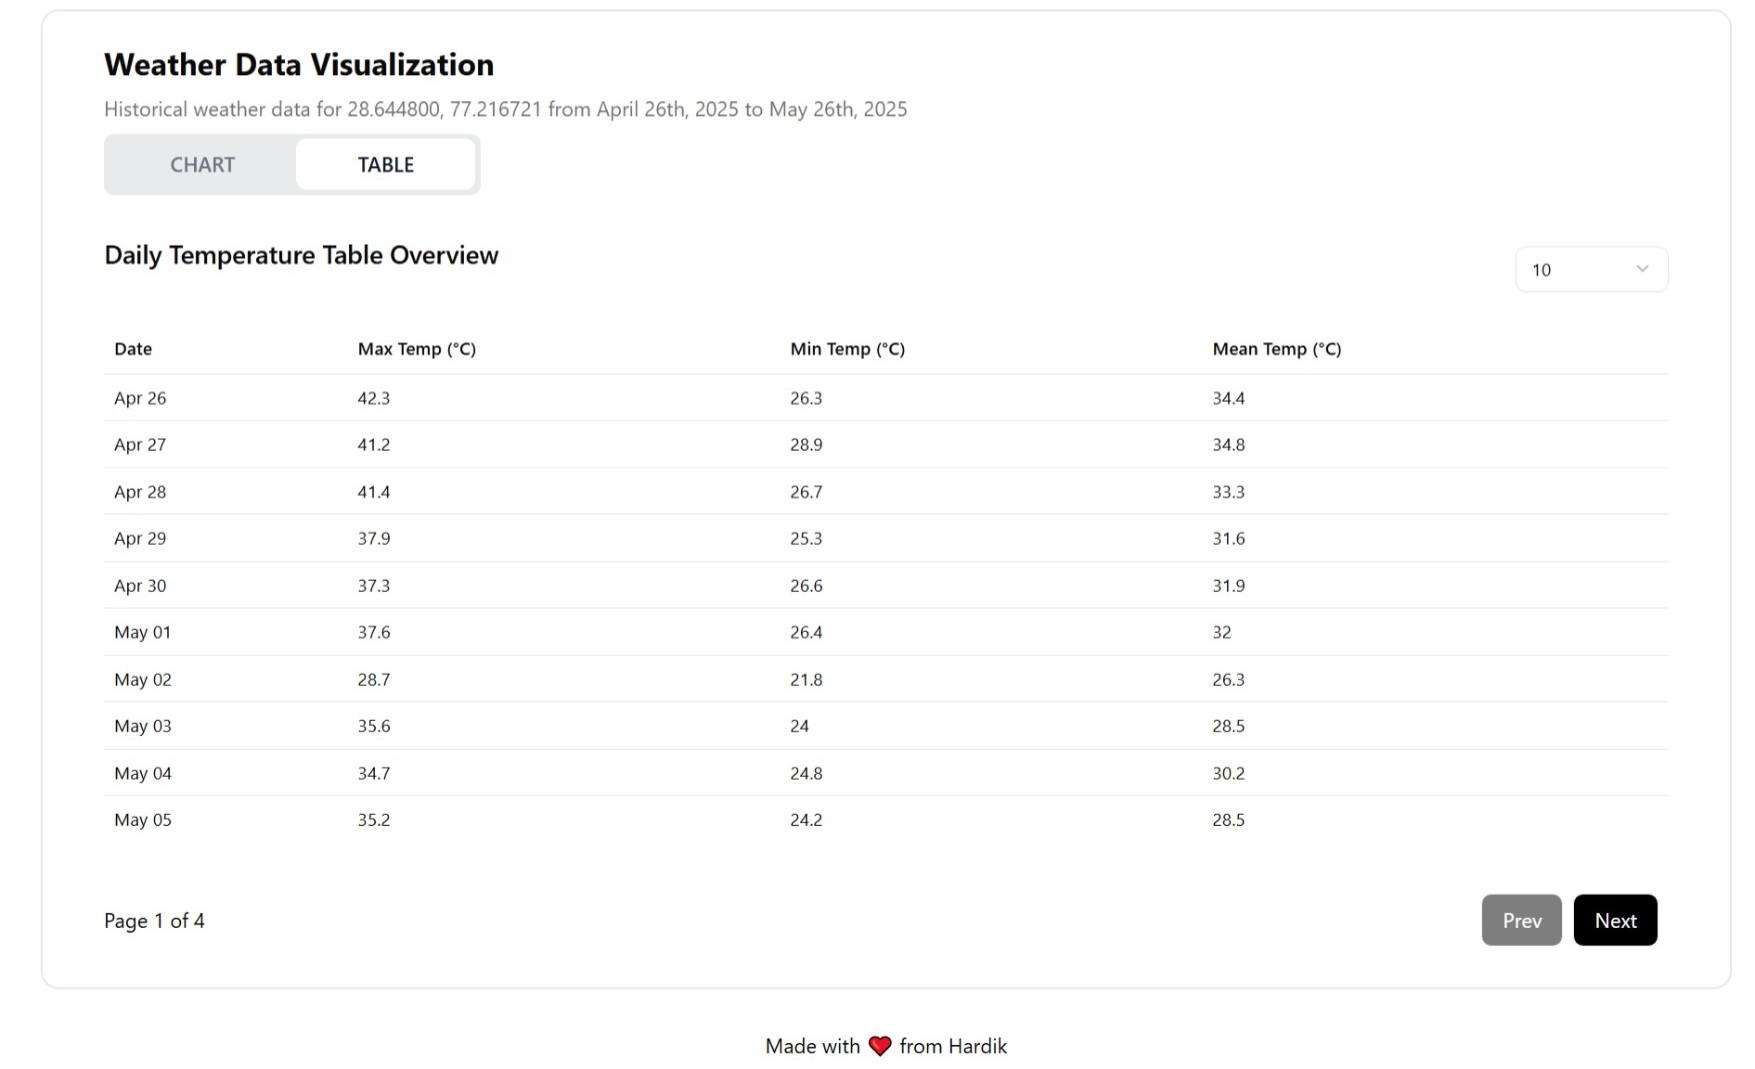 Weather Data Visualization
Historical weather data for 28.644800, 77.216721 from April 26th, 2025 to May 26th, 2025
CHART TABLE
Daily Temperature Table Overview
10
Date Max Temp (°C) Min Temp (°C) Mean Temp (°C)
Apr 26 42.3 26.3 34.4
Apr 27 41.2 28.9 34.8
Apr 28 41.4 26.7 33.3
Apr 29 37.9 25.3 31.6
Apr 30 37.3 26.6 31.9
May 01 37.6 26.4 32
May 02 28.7 21.8 26.3
May 03 35.6 24 28.5
May 04 34.7 24.8 30.2
May 05 35.2 24.2 28.5
Page 1 of 4 Prev Next
Made with ❤️ from Hardik